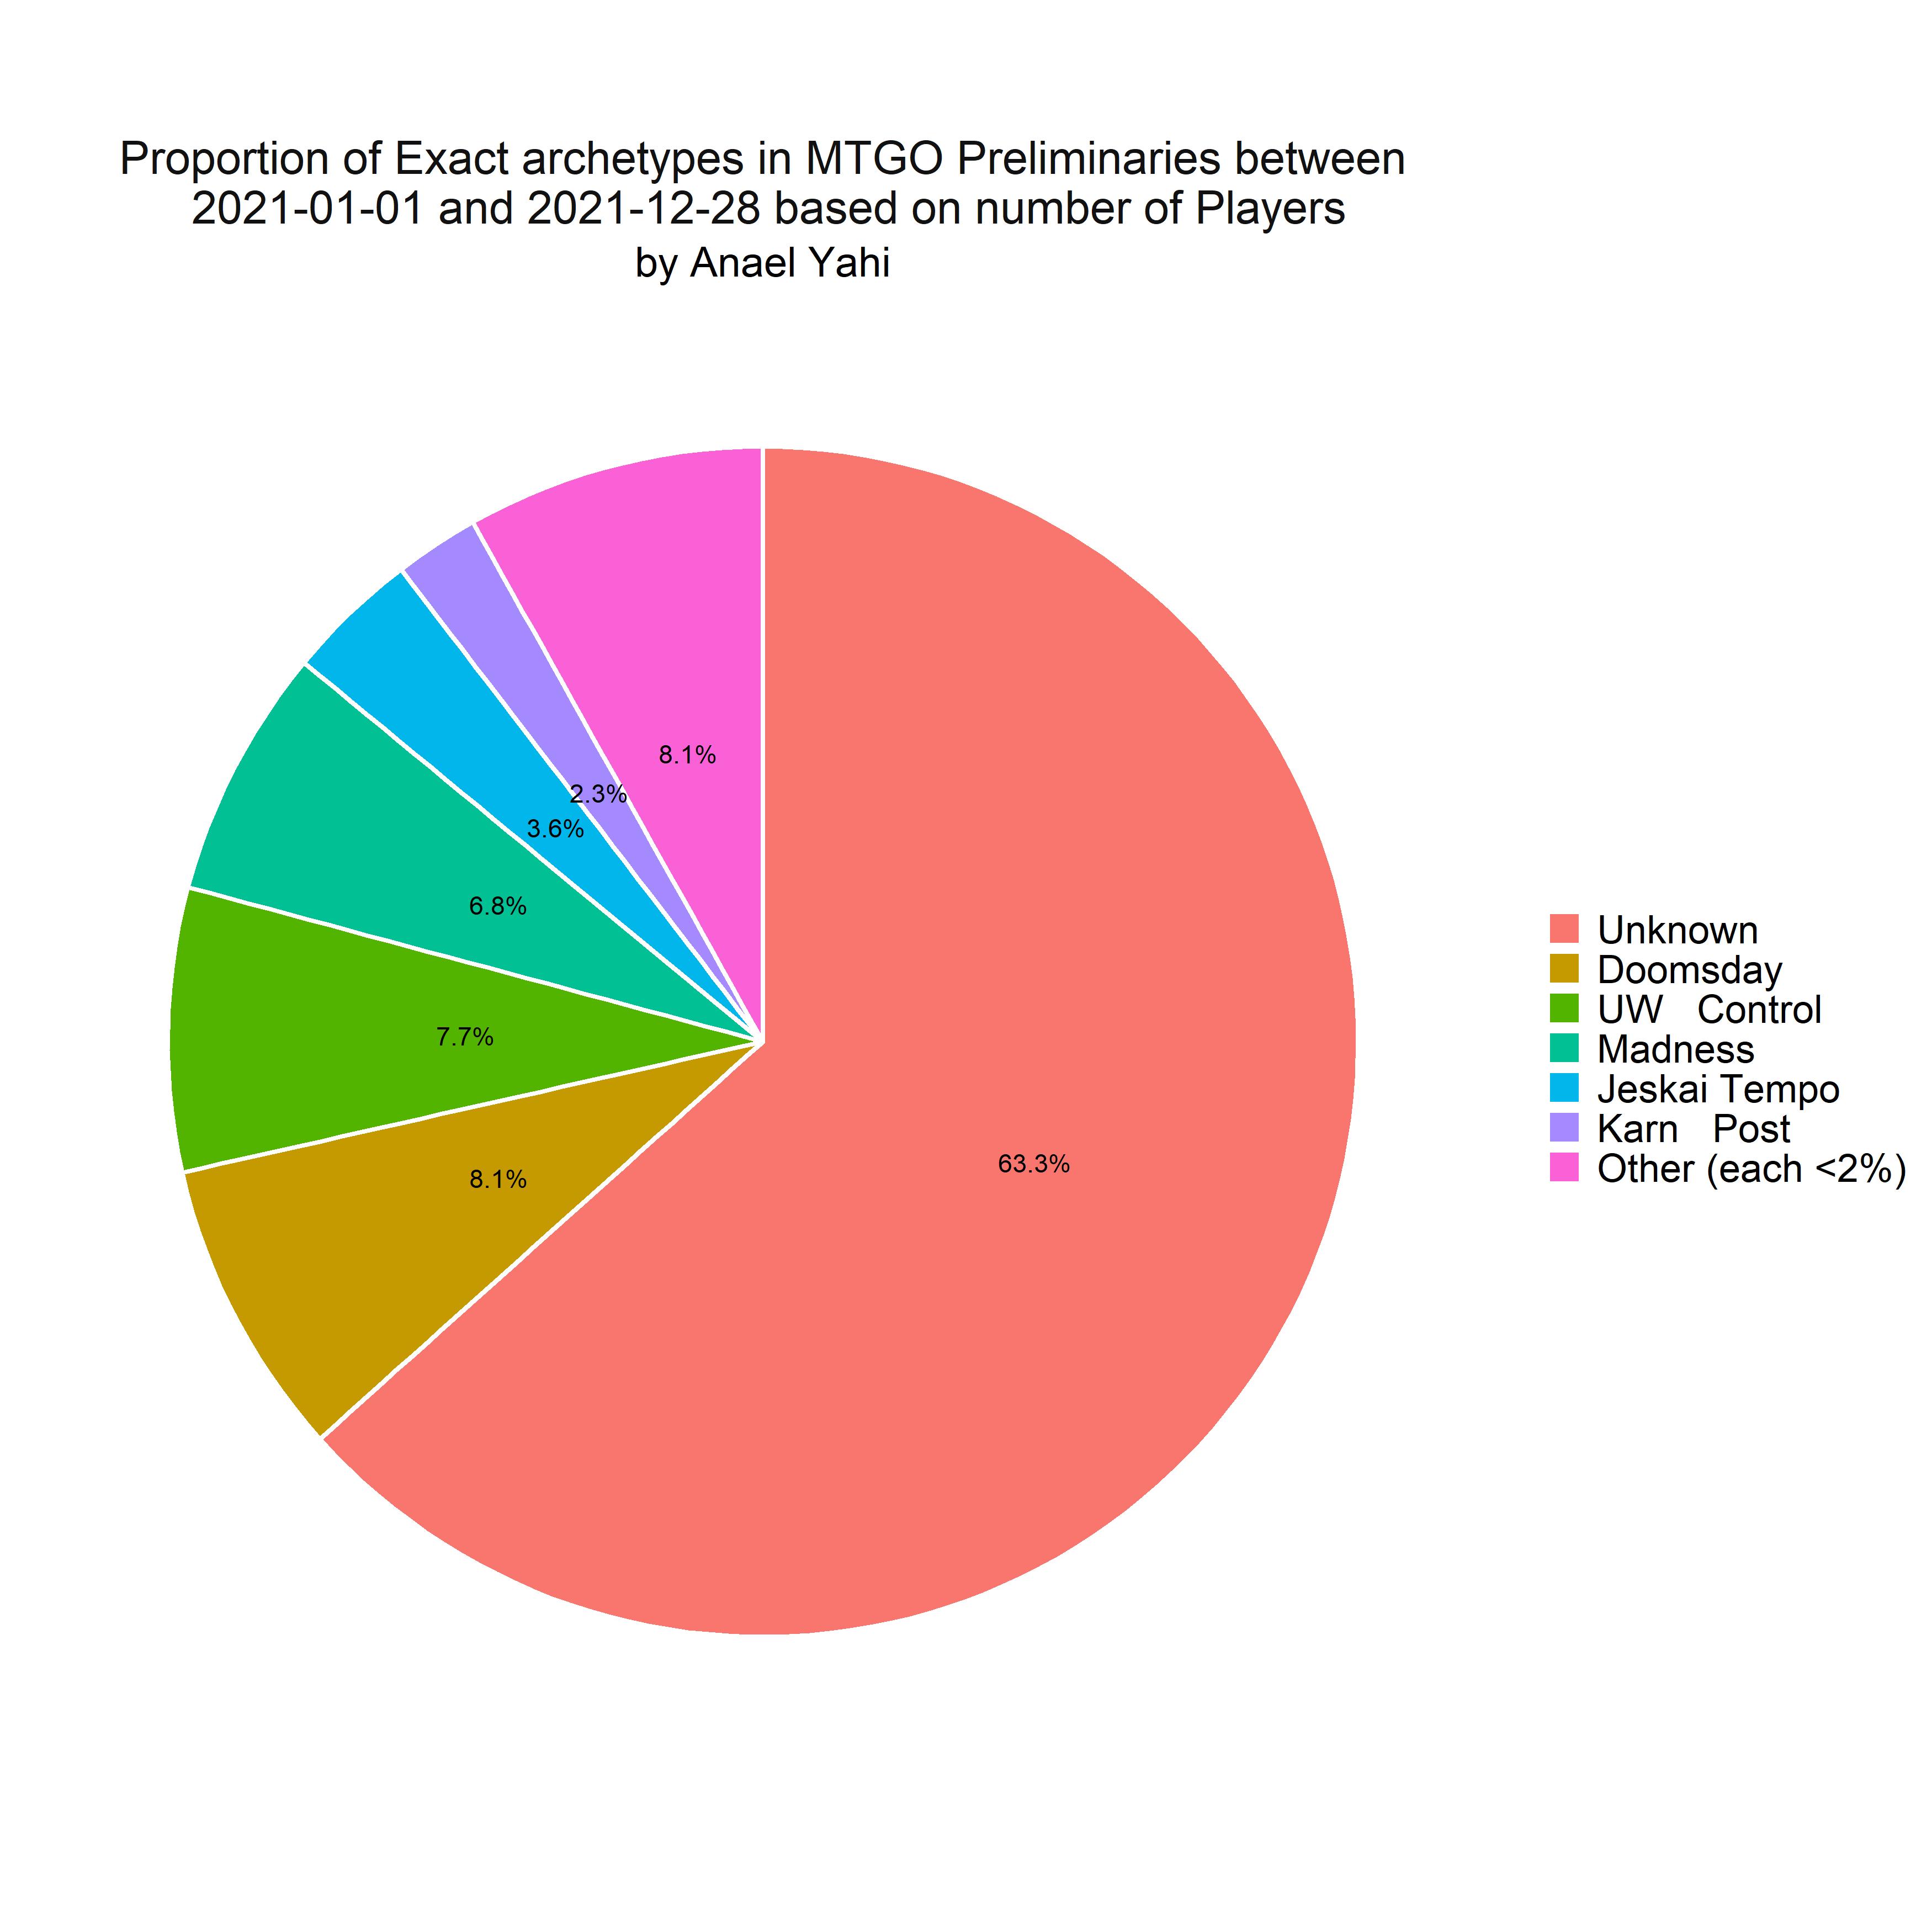 Proportion of Exact archetypes in MTGO Preliminaries between
2021-01-01 and 2021-12-28 based on number of Players
by Anael Yahi
8.1%
2.3%
3.6%
6.8%
7.7%
8.1%
63.3%
Unknown
Doomsday
UW   Control
Madness
Jeskai Tempo
Karn   Post
Other (each <2%)